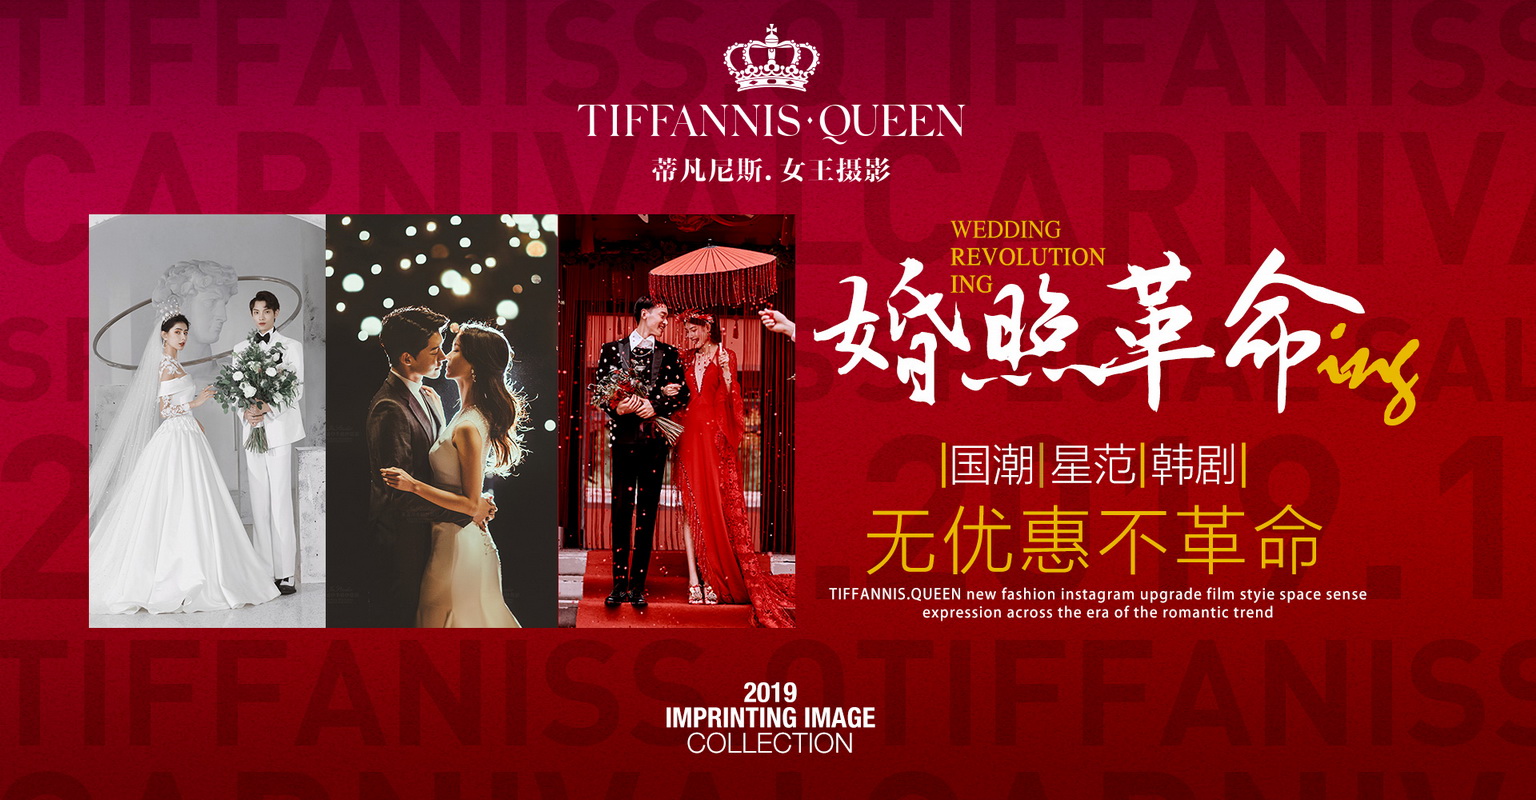 TIFFANNIS·QUEEN
蒂凡尼斯.女王摄影
WEDDING
REVOLUTION
ING
婚照革命ing
|国潮|星范|韩剧|
无优惠不革命
TIFFANNIS.QUEEN new fashion instagram upgrade film styie space sense
expression across the era of the romantic trend
2019
IMPRINTING IMAGE
COLLECTION